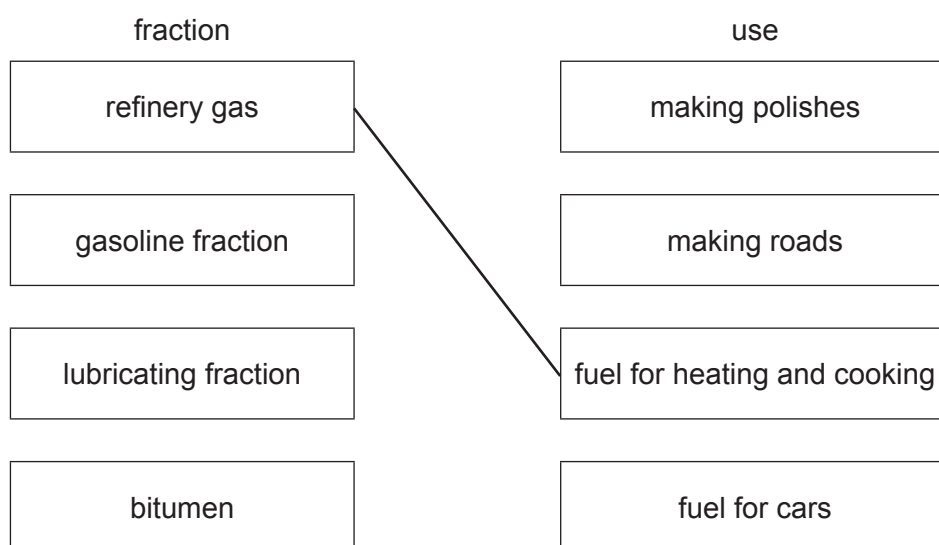 fraction use
refinery gas making polishes
gasoline fraction making roads
lubricating fraction fuel for heating and cooking
bitumen fuel for cars